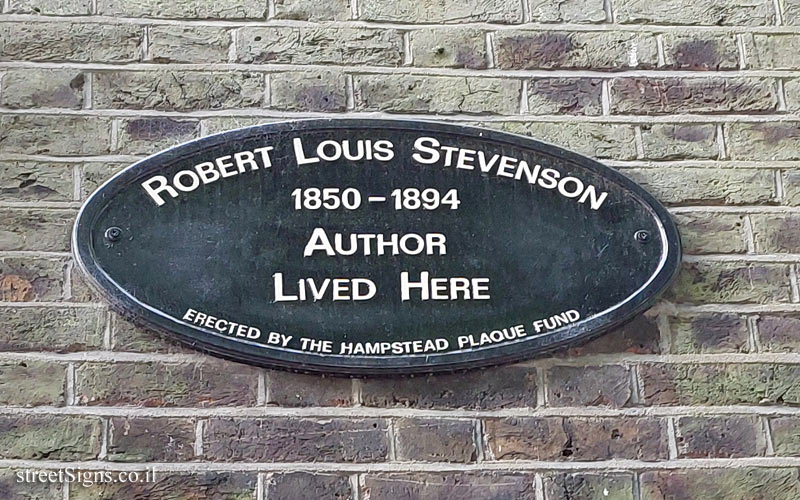 Robert Louis Stevenson
1850 – 1894
Author
Lived Here
ERECTED BY THE HAMPSTEAD PLAQUE FUND
streetSigns.co.il